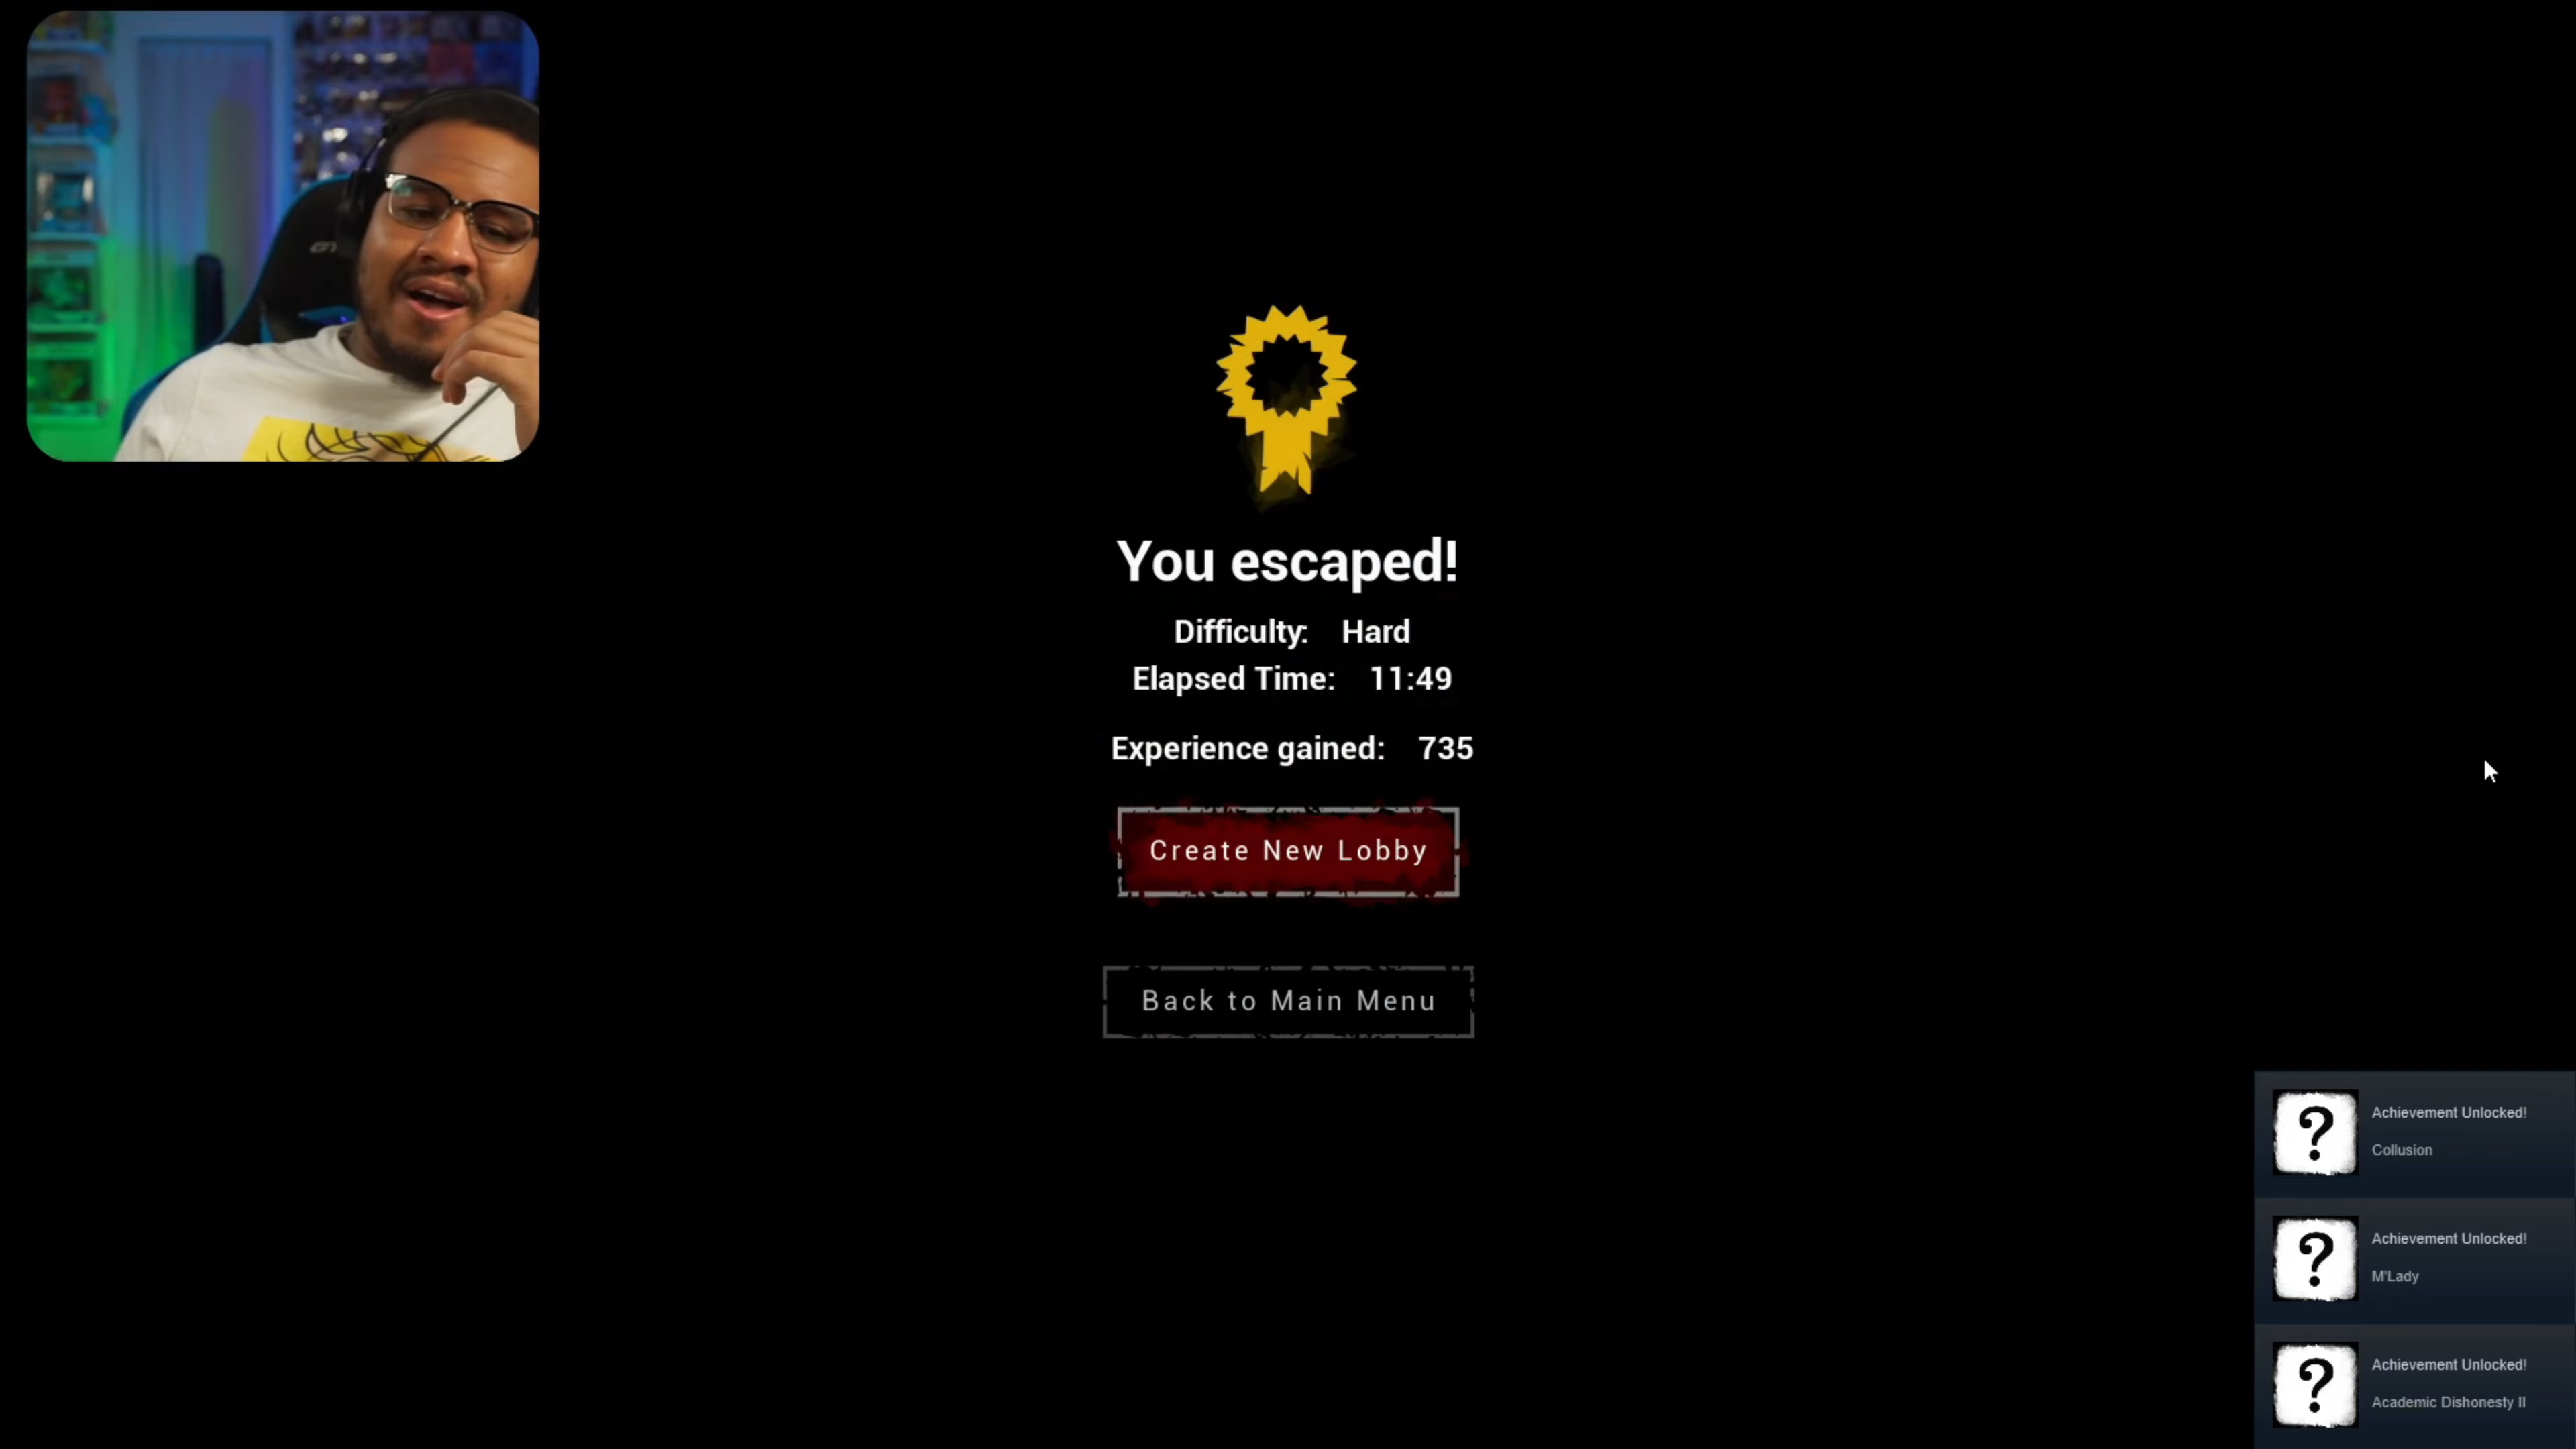 You escaped!
Difficulty: Hard
Elapsed Time: 11:49
Experience gained: 735
Create New Lobby
Back to Main Menu
Achievement Unlocked!
Collusion
Achievement Unlocked!
M'Lady
Achievement Unlocked!
Academic Dishonesty II